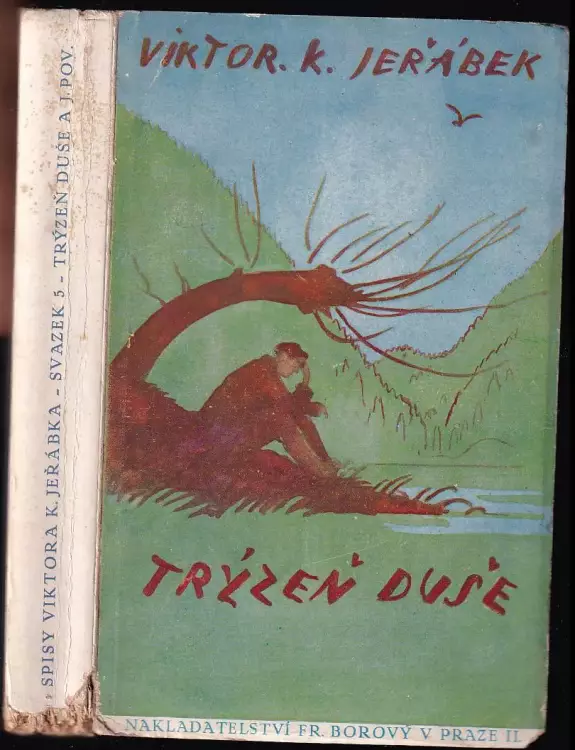 VIKTOR. K. JEŘÁBEK
TRÝZEŇ DUŠE
NAKLADATELSTVÍ FR. BOROVÝ V PRAZE II.
SPISY VIKTORA K. JEŘÁBKA - SVAZEK 5 - TRÝZEŇ DUŠE A J. POV.